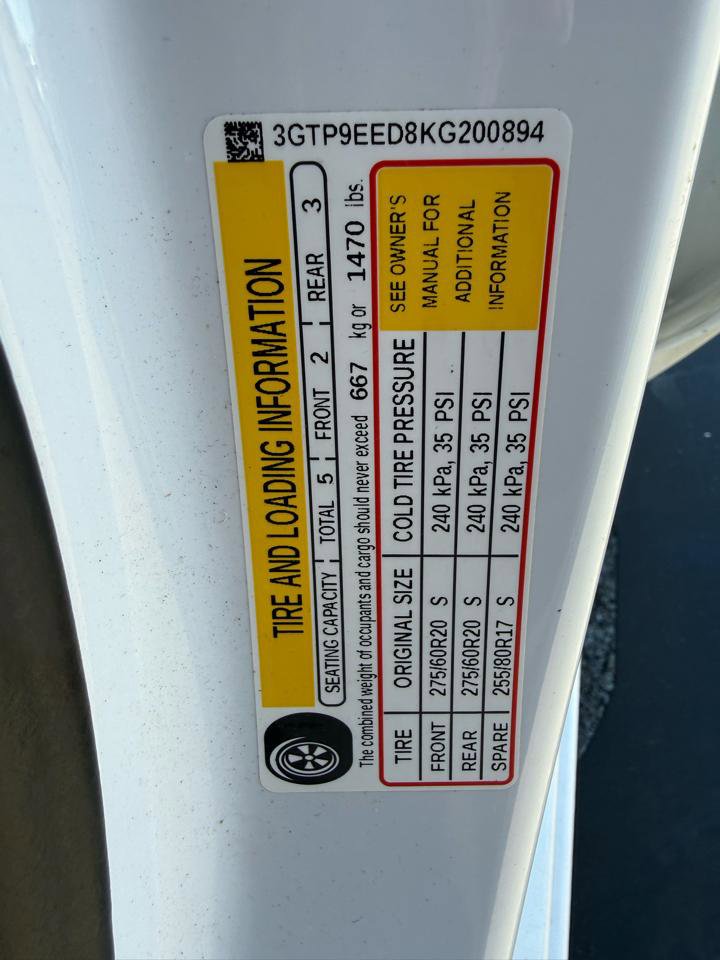 3GTP9EED8KG200894
TIRE AND LOADING INFORMATION
SEATING CAPACITY TOTAL 5 FRONT 2 REAR 3
The combined weight of occupants and cargo should never exceed 667 kg or 1470 lbs.
TIRE ORIGINAL SIZE COLD TIRE PRESSURE
FRONT 275/60R20 S 240 kPa, 35 PSI
REAR 275/60R20 S 240 kPa, 35 PSI
SPARE 255/80R17 S 240 kPa, 35 PSI
SEE OWNER'S
MANUAL FOR
ADDITIONAL
INFORMATION